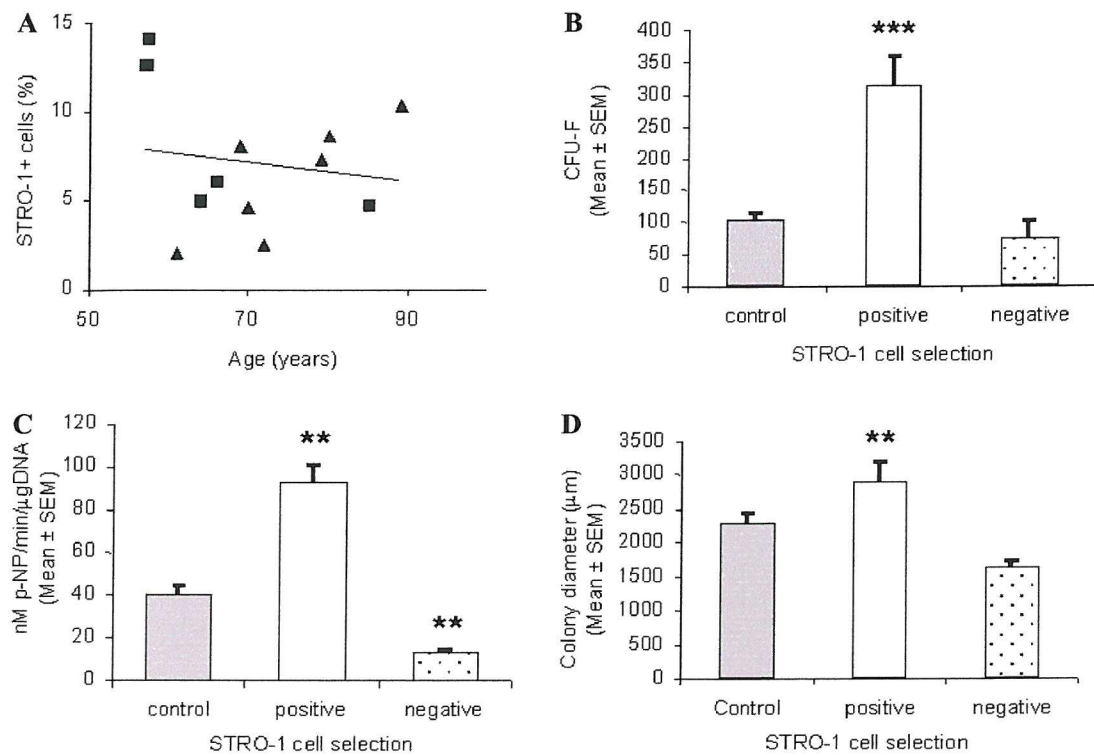 A
STRO-1+ cells (%)
15
10
5
0
50
70
90
Age (years)
B
CFU-F
(Mean ± SEM)
400
350
300
250
200
150
100
50
0
***
control
positive
negative
STRO-1 cell selection
C
nM p-NP/min/µgDNA
(Mean ± SEM)
120
100
80
60
40
20
0
**
**
control
positive
negative
STRO-1 cell selection
D
Colony diameter (µm)
(Mean ± SEM)
3500
3000
2500
2000
1500
1000
500
0
**
Control
positive
negative
STRO-1 cell selection